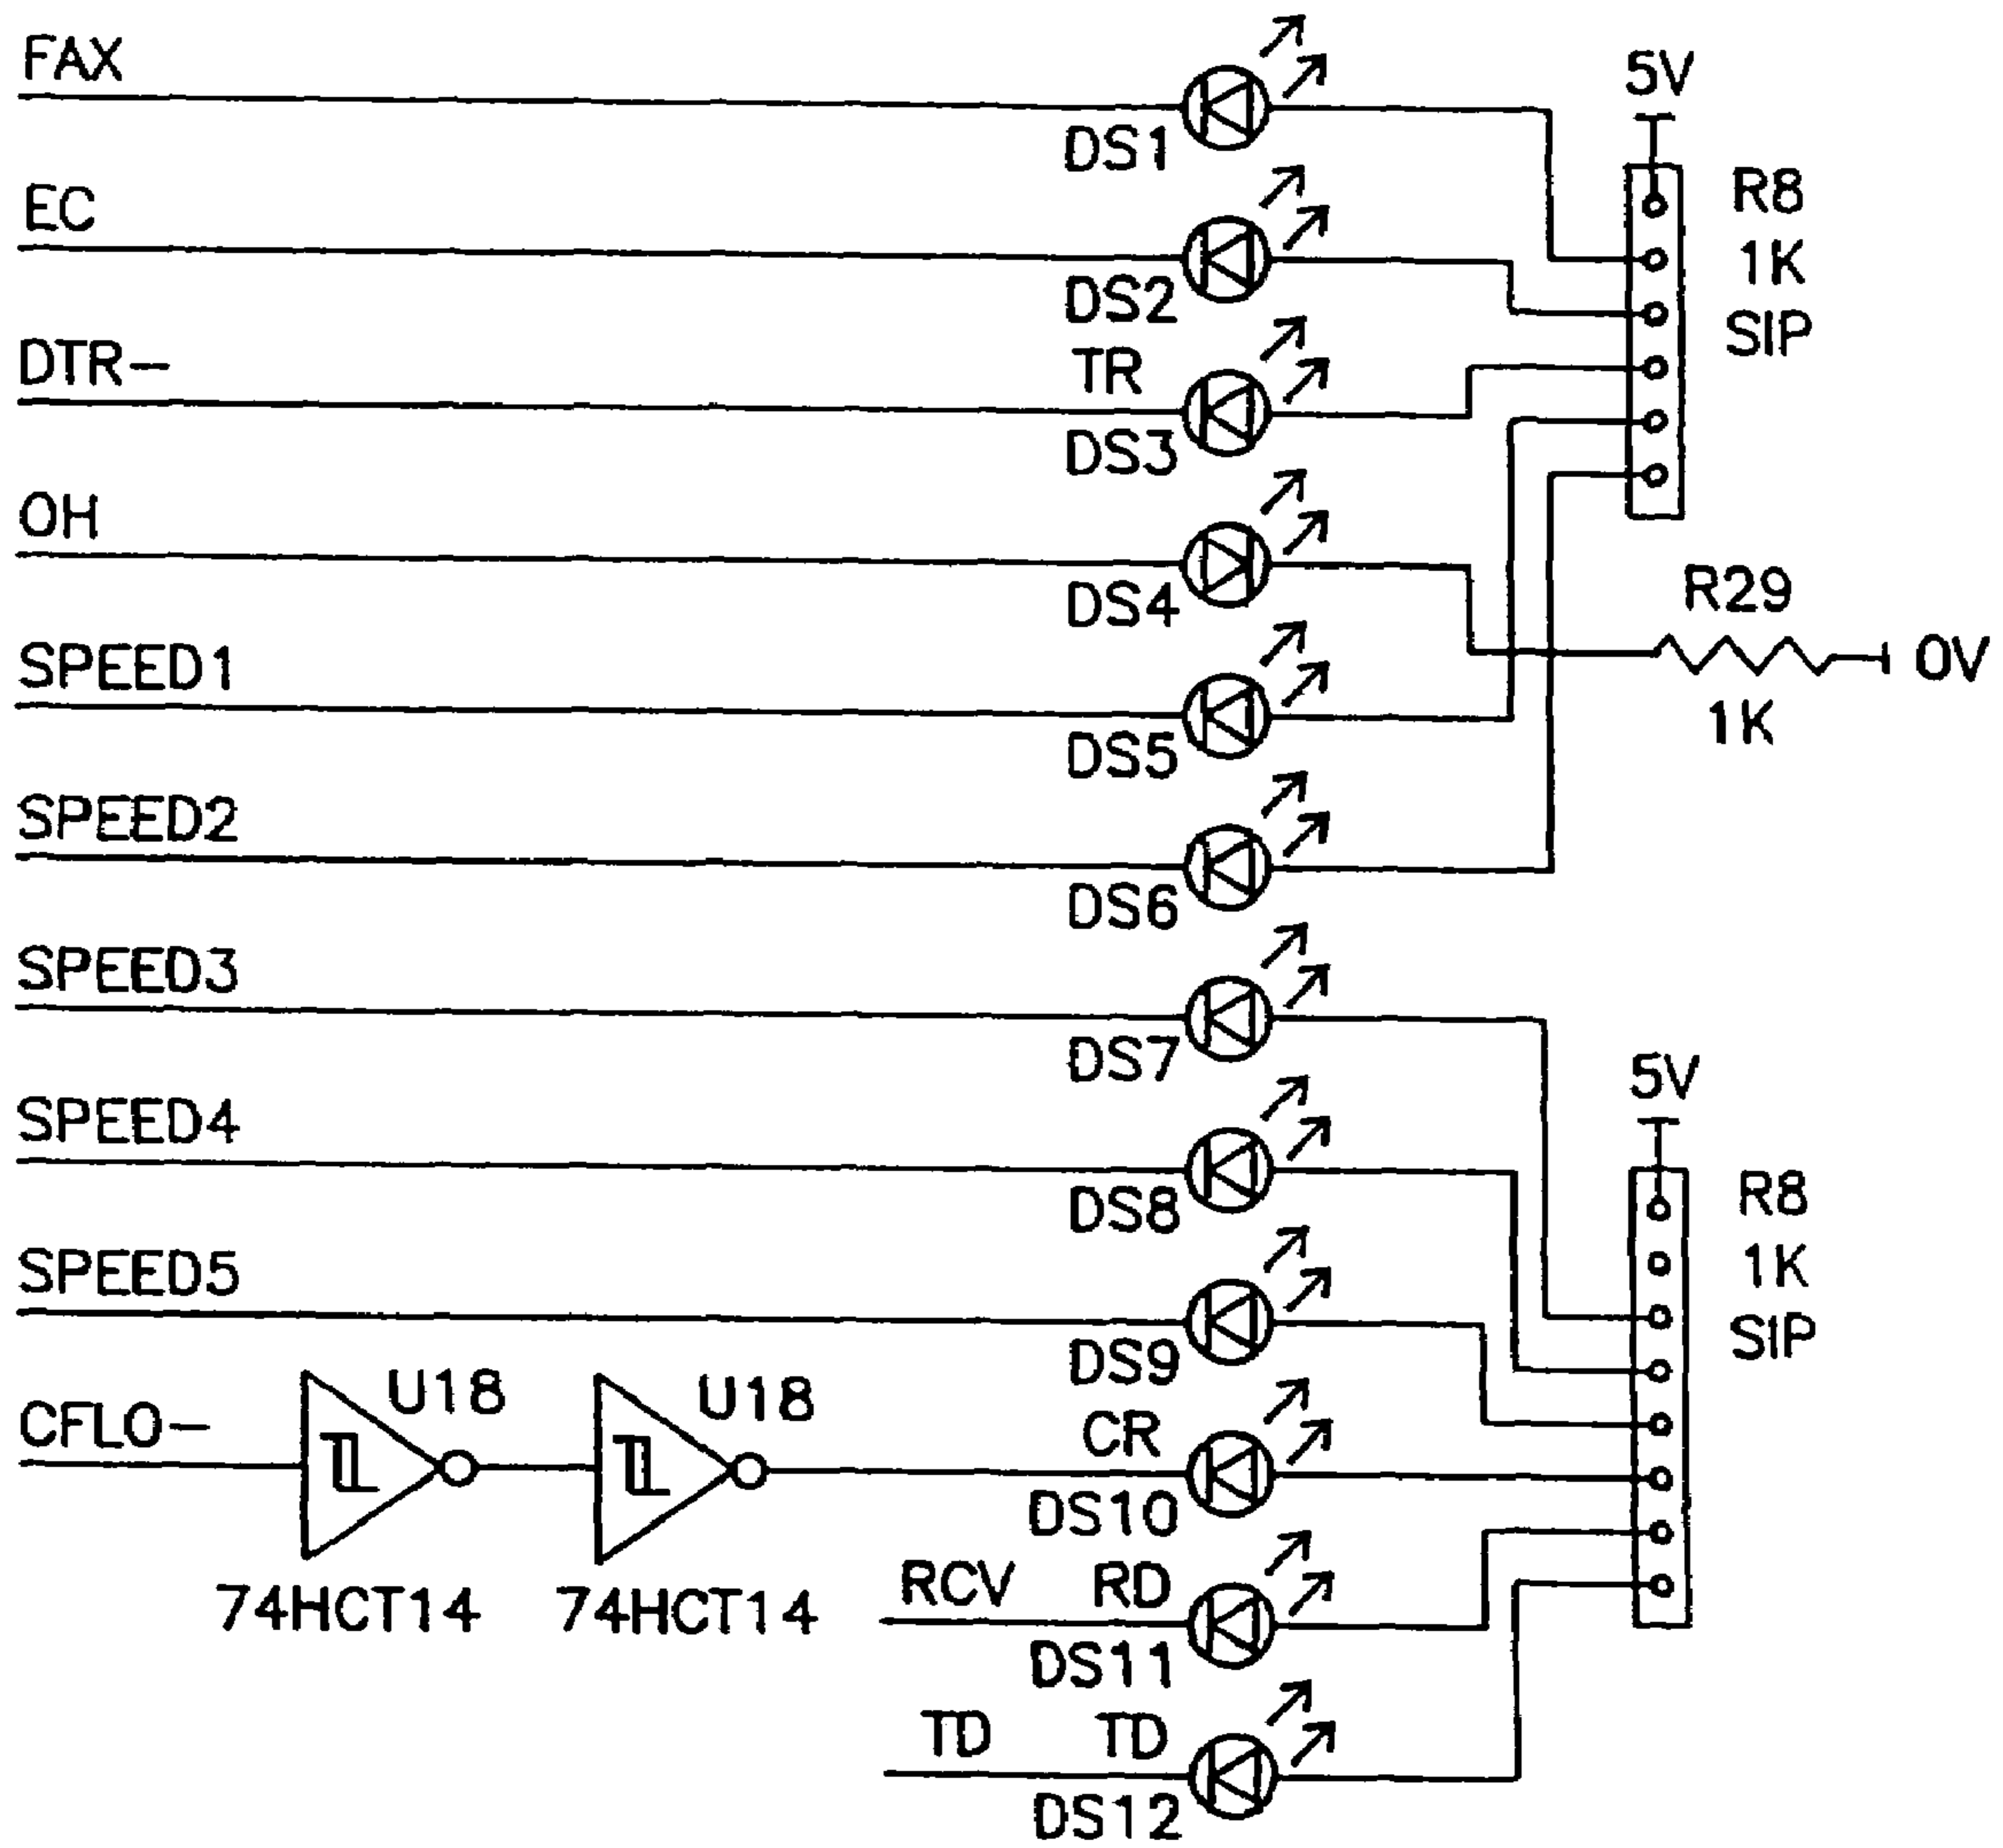 FAX
5V
DS1
R8
EC
1K
DS2
SIP
DTR-
TR
DS3
OH
DS4
R29
0V
SPEED1
1K
DS5
SPEED2
DS6
SPEED3
DS7
5V
SPEED4
DS8
R8
SPEED5
1K
DS9
SIP
CFLO-
U18
U18
CR
DS10
74HCT14
74HCT14
RCV
RD
DS11
TD
TD
DS12